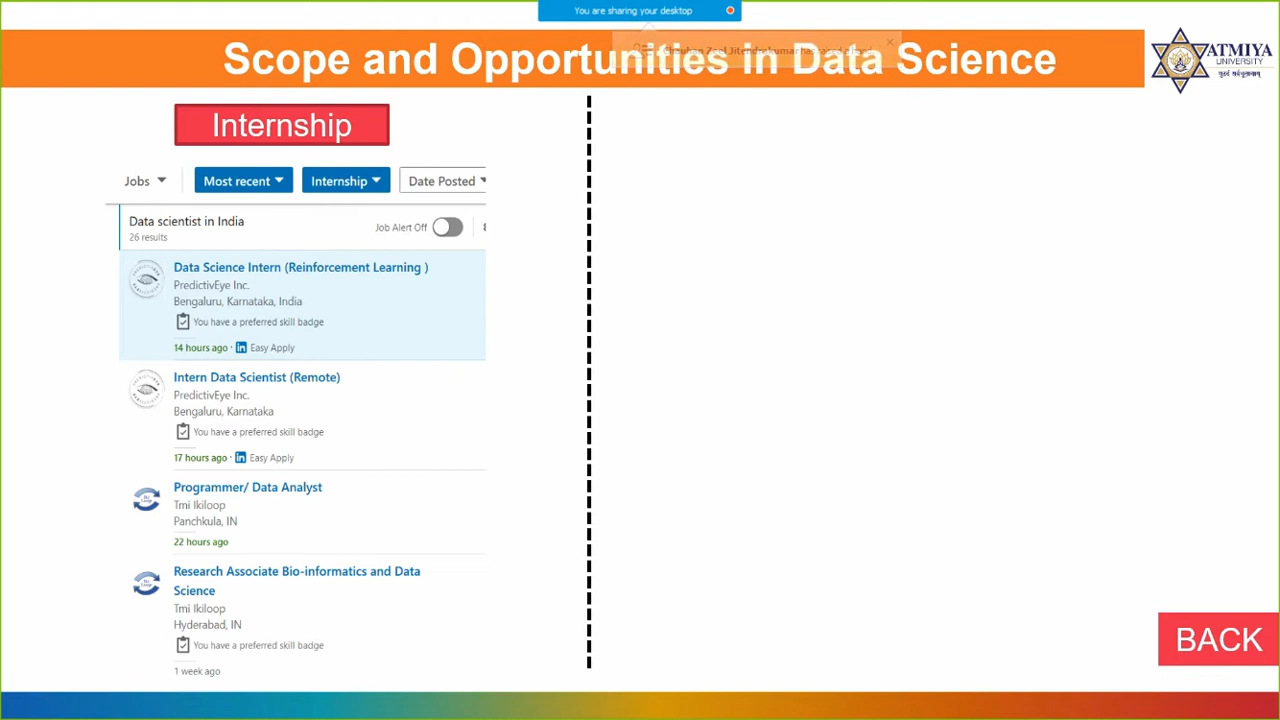 You are sharing your desktop
Scope and Opportunities in Data Science
ATMIYA
UNIVERSITY
Internship
Jobs
Most recent
Internship
Date Posted
Data scientist in India
26 results
Job Alert Off
Data Science Intern (Reinforcement Learning )
PredictivEye Inc.
Bengaluru, Karnataka, India
You have a preferred skill badge
14 hours ago · in Easy Apply
Intern Data Scientist (Remote)
PredictivEye Inc.
Bengaluru, Karnataka
You have a preferred skill badge
17 hours ago · in Easy Apply
Programmer/ Data Analyst
Tmi Ikiloop
Panchkula, IN
22 hours ago
Research Associate Bio-informatics and Data
Science
Tmi Ikiloop
Hyderabad, IN
You have a preferred skill badge
1 week ago
BACK